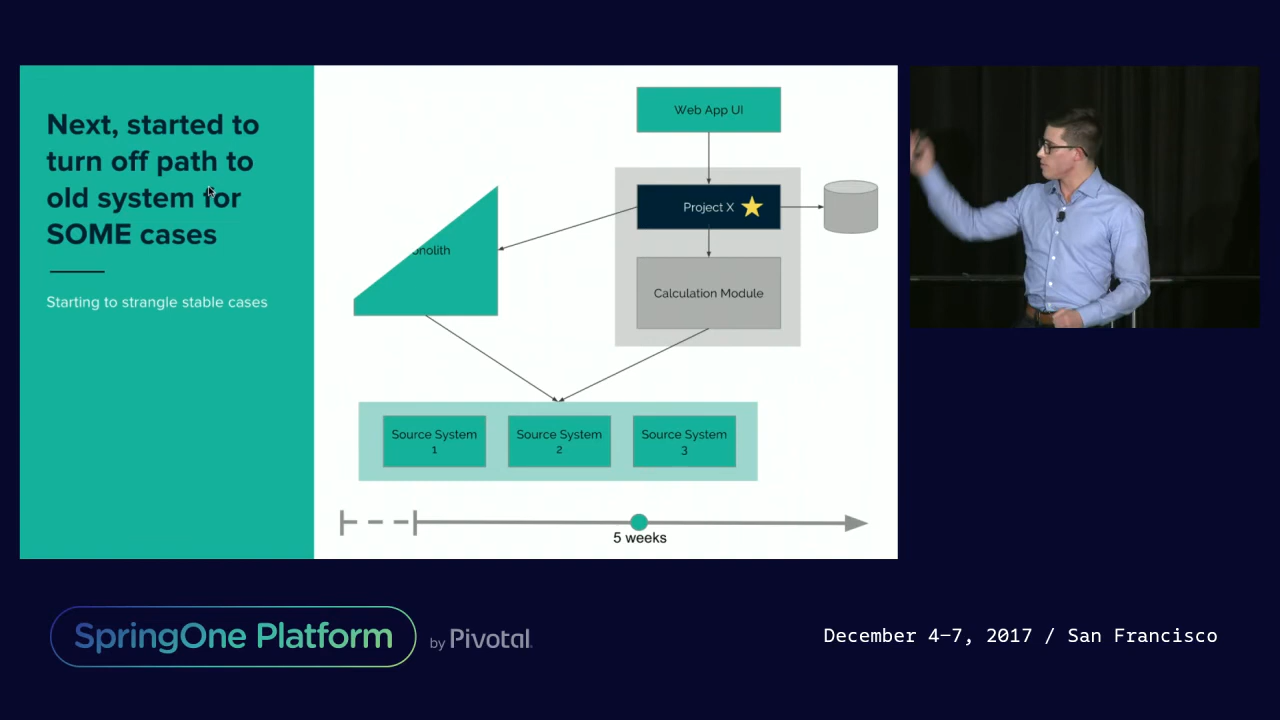 Next, started to
turn off path to
old system for
SOME cases
Starting to strangle stable cases
Web App UI
Project X
onolith
Calculation Module
Source System
1
Source System
2
Source System
3
5 weeks
SpringOne Platform
by Pivotal.
December 4–7, 2017 / San Francisco